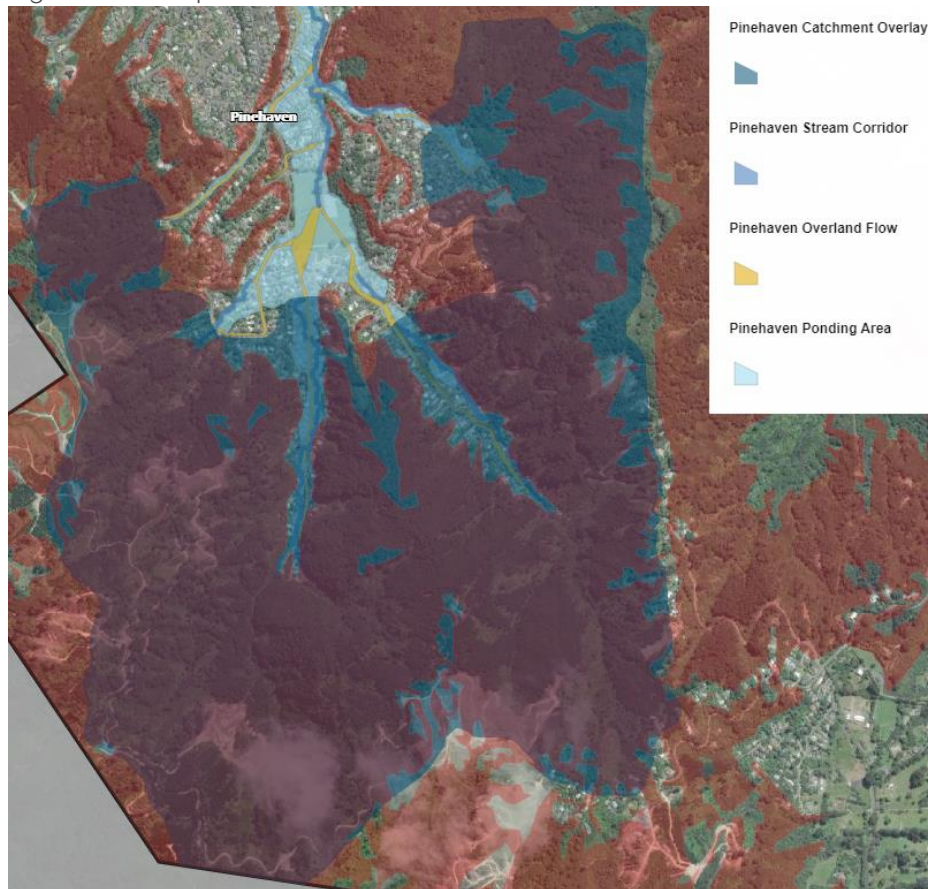 Pinehaven Catchment Overlay
Pinehaven Stream Corridor
Pinehaven
Pinehaven Overland Flow
Pinehaven Ponding Area